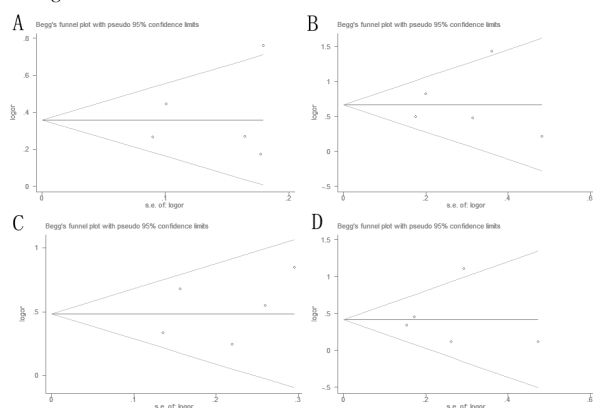 A
Begg's funnel plot with pseudo 95% confidence limits
.8
.6
.4
.2
0
logor
0
.1
.2
s.e. of: logor
B
Begg's funnel plot with pseudo 95% confidence limits
1.5
1
.5
0
-.5
logor
0
.2
.4
.6
s.e. of: logor
C
Begg's funnel plot with pseudo 95% confidence limits
1
.5
0
logor
0
.1
.2
.3
s.e. of: logor
D
Begg's funnel plot with pseudo 95% confidence limits
1.5
1
.5
0
-.5
logor
0
.2
.4
.6
s.e. of: logor